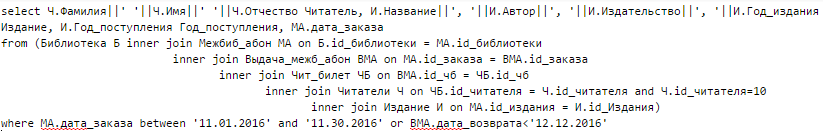 select Ч.Фамилия||' '||Ч.Имя||' '||Ч.Отчество Читатель, И.Название||', '||И.Автор||', '||И.Издательство||', '||И.Год_издания
Издание, И.Год_поступления Год_поступления, МА.дата_заказа
from (Библиотека Б inner join Межбиб_абон МА on Б.id_библиотеки = МА.id_библиотеки
inner join Выдача_межб_абон ВМА on МА.id_заказа = ВМА.id_заказа
inner join Чит_билет ЧБ on ВМА.id_чб = ЧБ.id_чб
inner join Читатели Ч on ЧБ.id_читателя = Ч.id_читателя and Ч.id_читателя=10
inner join Издание И on МА.id_издания = И.id_Издания)
where МА.дата_заказа between '11.01.2016' and '11.30.2016' or ВМА.дата_возврата<'12.12.2016'